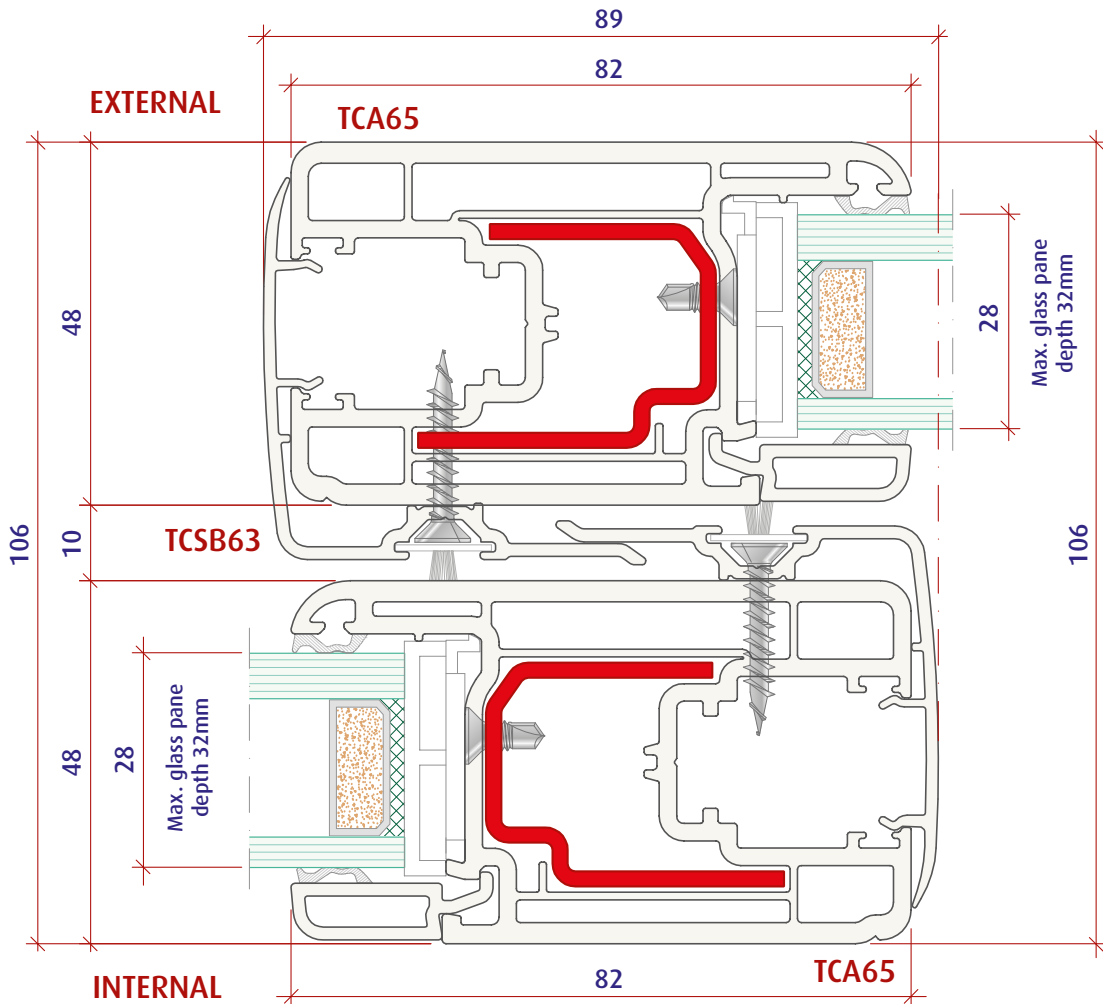 89
82
EXTERNAL
TCA65
48
28
Max. glass pane
depth 32mm
106
10
TCSB63
106
48
28
Max. glass pane
depth 32mm
INTERNAL
82
TCA65